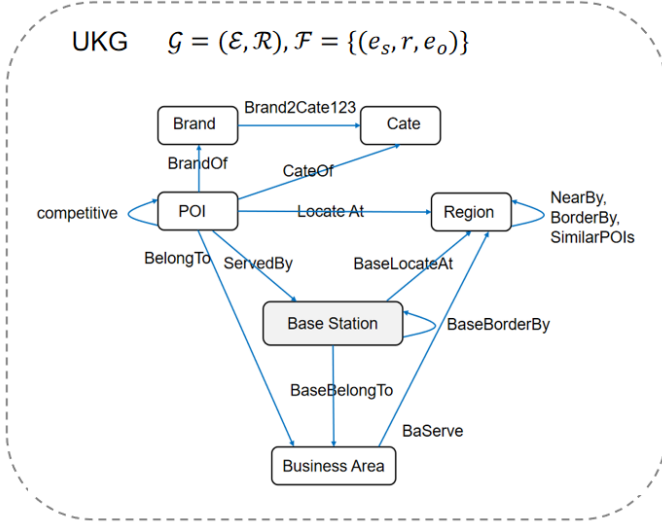 UKG 𝒢 = (ℰ, ℛ), ℱ = {(e_s, r, e_o)}
Brand2Cate123
Brand
Cate
BrandOf
CateOf
competitive
POI
Locate At
Region
NearBy,
BorderBy,
SimilarPOIs
BelongTo
ServedBy
BaseLocateAt
Base Station
BaseBorderBy
BaseBelongTo
BaServe
Business Area